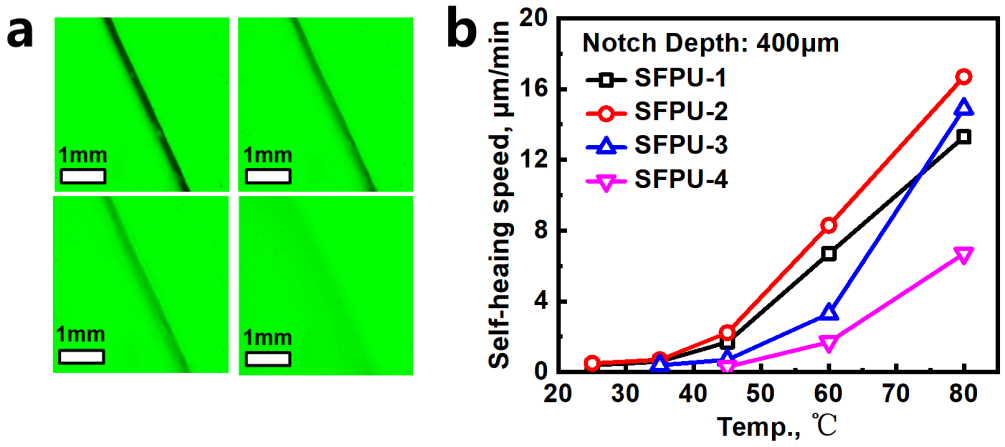 a
1mm
1mm
1mm
1mm
b
Notch Depth: 400μm
SFPU-1
SFPU-2
SFPU-3
SFPU-4
Self-heaing speed, μm/min
20
16
12
8
4
0
20 30 40 50 60 70 80
Temp., ℃